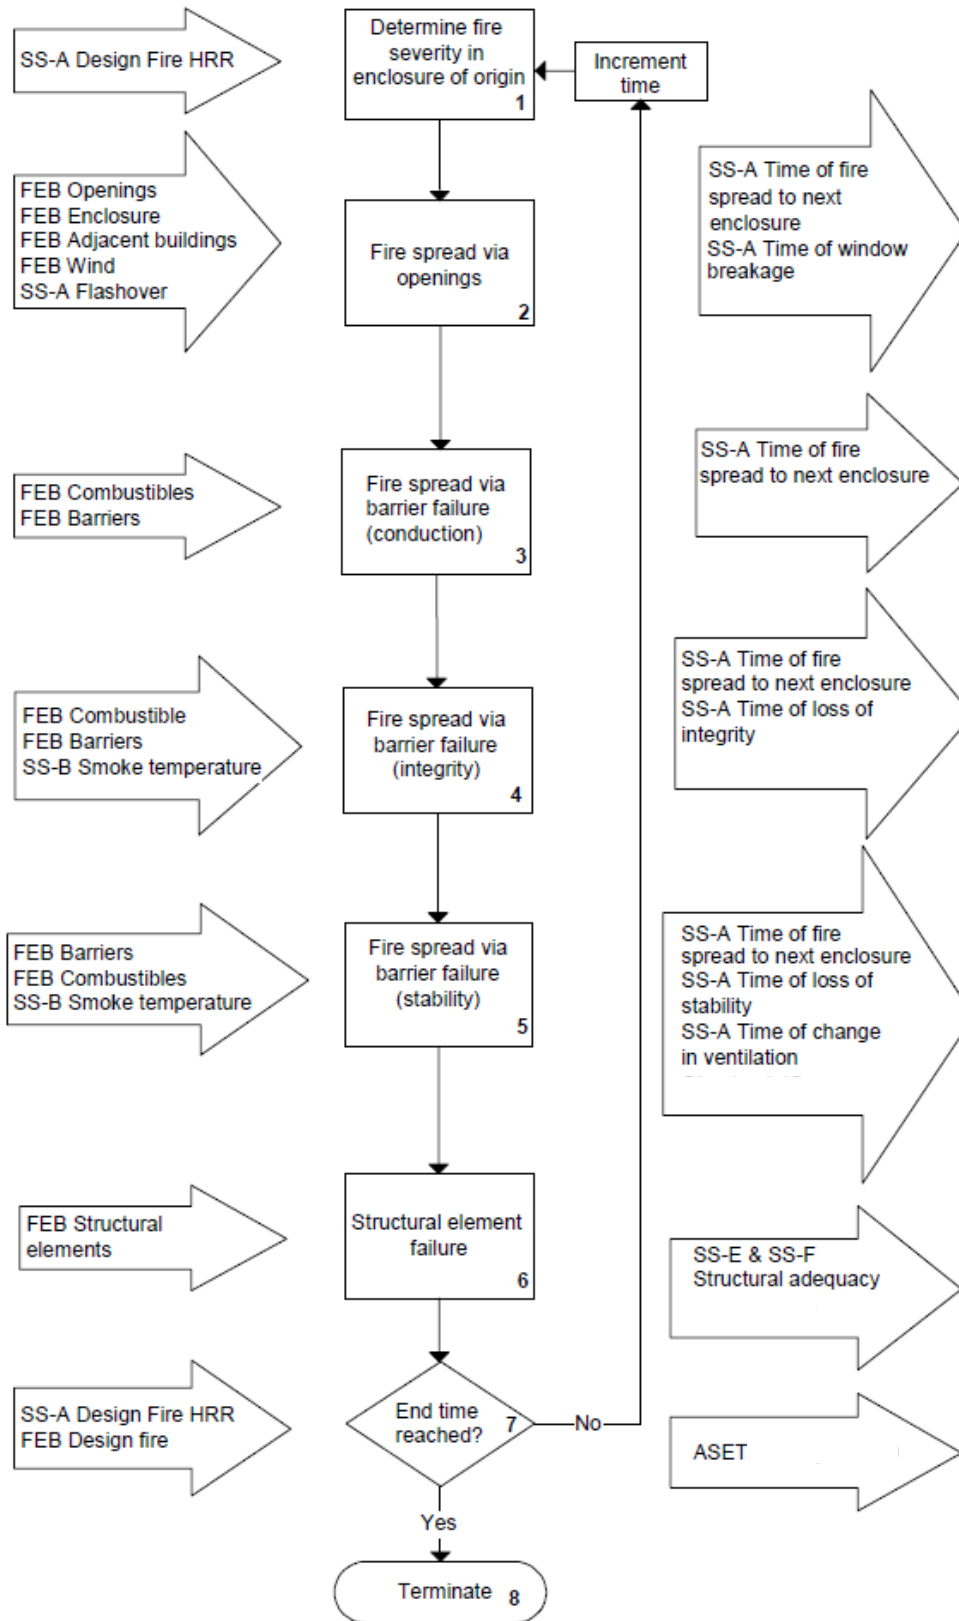 SS-A Design Fire HRR
Determine fire
severity in
enclosure of origin
1
Increment
time
FEB Openings
FEB Enclosure
FEB Adjacent buildings
FEB Wind
SS-A Flashover
Fire spread via
openings
2
SS-A Time of fire
spread to next
enclosure
SS-A Time of window
breakage
FEB Combustibles
FEB Barriers
Fire spread via
barrier failure
(conduction)
3
SS-A Time of fire
spread to next enclosure
FEB Combustible
FEB Barriers
SS-B Smoke temperature
Fire spread via
barrier failure
(integrity)
4
SS-A Time of fire
spread to next enclosure
SS-A Time of loss of
integrity
FEB Barriers
FEB Combustibles
SS-B Smoke temperature
Fire spread via
barrier failure
(stability)
5
SS-A Time of fire
spread to next enclosure
SS-A Time of loss of
stability
SS-A Time of change
in ventilation
FEB Structural
elements
Structural element
failure
6
SS-E & SS-F
Structural adequacy
SS-A Design Fire HRR
FEB Design fire
End time
reached?
7
No
ASET
Yes
Terminate 8